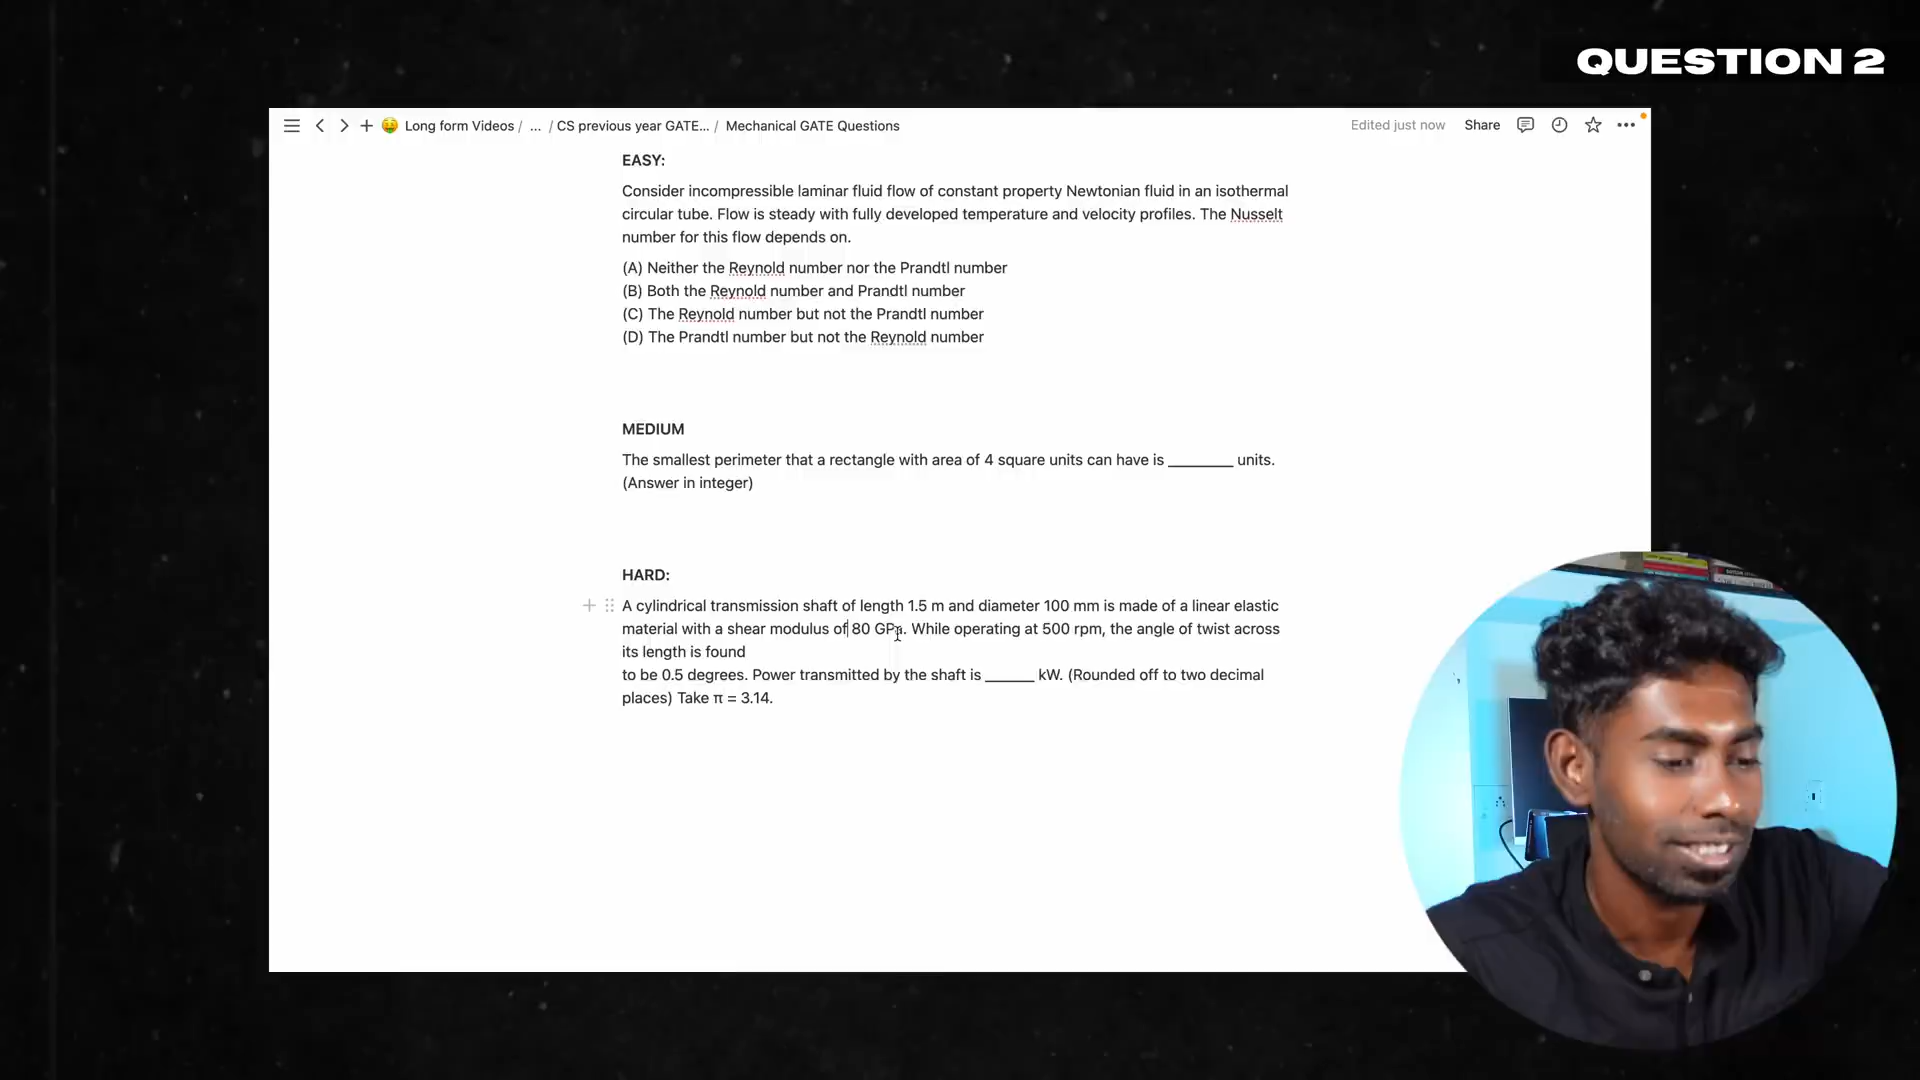 QUESTION 2
Long form Videos / ... / CS previous year GATE... / Mechanical GATE Questions
Edited just now Share
EASY:
Consider incompressible laminar fluid flow of constant property Newtonian fluid in an isothermal
circular tube. Flow is steady with fully developed temperature and velocity profiles. The Nusselt
number for this flow depends on.
(A) Neither the Reynold number nor the Prandtl number
(B) Both the Reynold number and Prandtl number
(C) The Reynold number but not the Prandtl number
(D) The Prandtl number but not the Reynold number
MEDIUM
The smallest perimeter that a rectangle with area of 4 square units can have is ________ units.
(Answer in integer)
HARD:
A cylindrical transmission shaft of length 1.5 m and diameter 100 mm is made of a linear elastic
material with a shear modulus of 80 GPa. While operating at 500 rpm, the angle of twist across
its length is found
to be 0.5 degrees. Power transmitted by the shaft is ______ kW. (Rounded off to two decimal
places) Take π = 3.14.